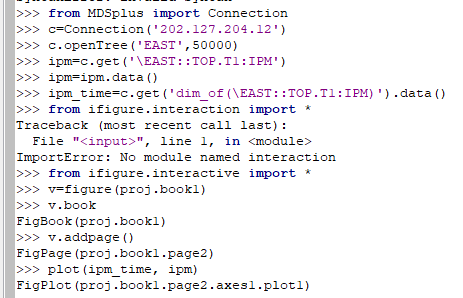 >>> from MDSplus import Connection
>>> c=Connection('202.127.204.12')
>>> c.openTree('EAST',50000)
>>> ipm=c.get('\EAST::TOP.T1:IPM')
>>> ipm=ipm.data()
>>> ipm_time=c.get('dim_of(\EAST::TOP.T1:IPM)').data()
>>> from ifigure.interaction import *
Traceback (most recent call last):
  File "<input>", line 1, in <module>
ImportError: No module named interaction
>>> from ifigure.interactive import *
>>> v=figure(proj.book1)
>>> v.book
FigBook(proj.book1)
>>> v.addpage()
FigPage(proj.book1.page2)
>>> plot(ipm_time, ipm)
FigPlot(proj.book1.page2.axes1.plot1)